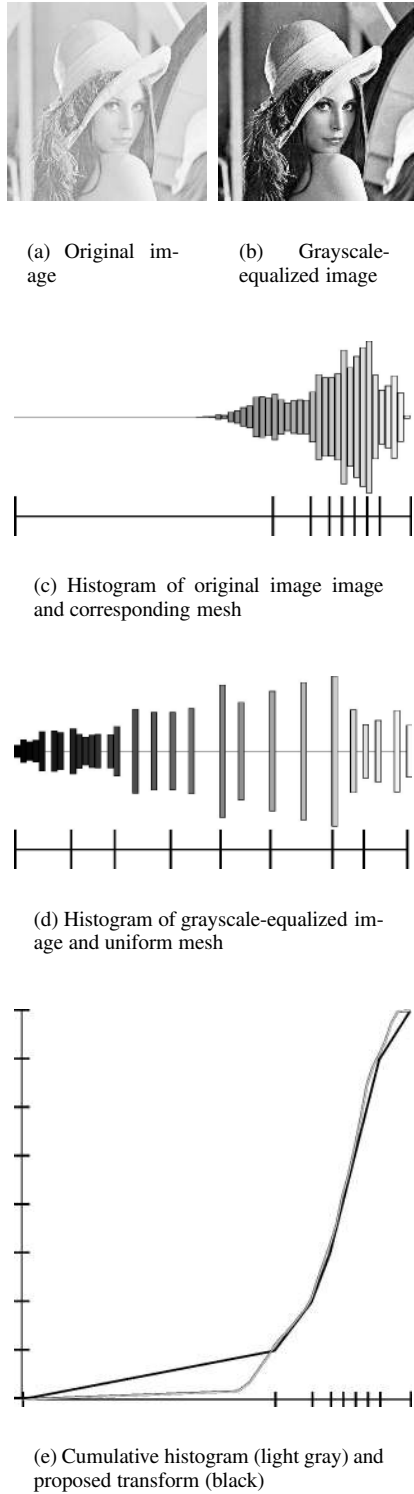 (a) Original im-
age
(b) Grayscale-
equalized image
(c) Histogram of original image image
and corresponding mesh
(d) Histogram of grayscale-equalized im-
age and uniform mesh
(e) Cumulative histogram (light gray) and
proposed transform (black)